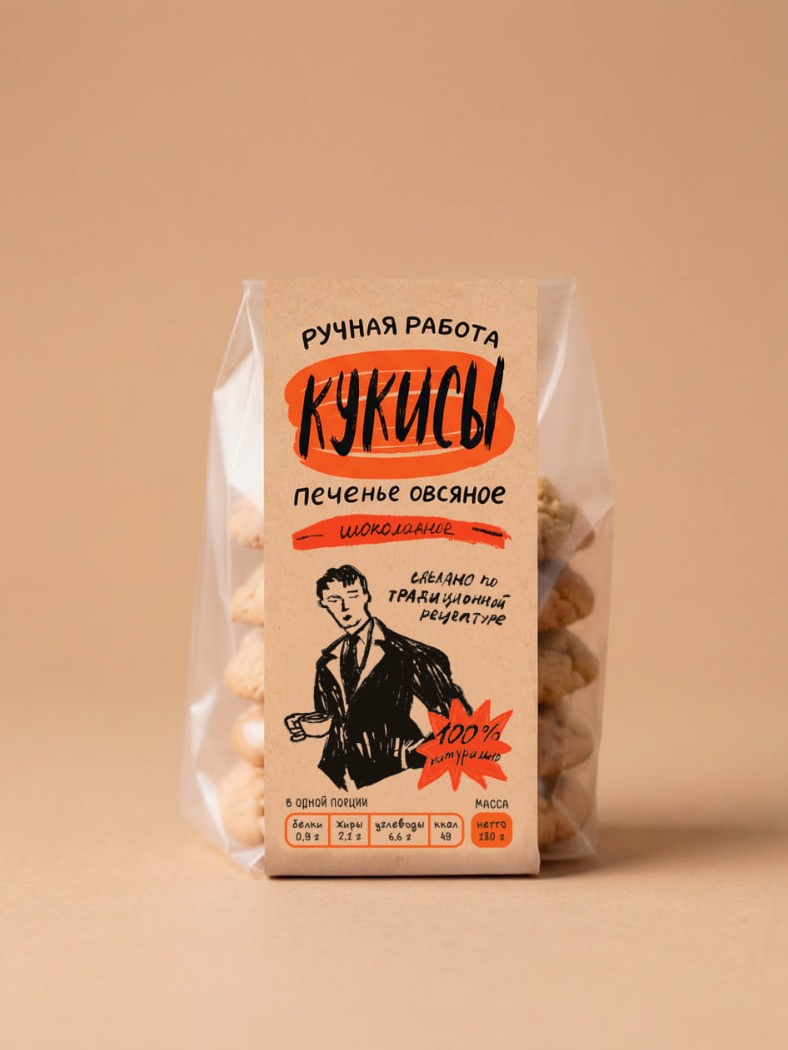 РУЧНАЯ РАБОТА
КУКИСЫ
ПЕЧЕНЬЕ ОВСЯНОЕ
шоколадное
СДЕЛАНО ПО
ТРАДИЦИОННОЙ
РЕЦЕПТУРЕ
100%
натурально
В ОДНОЙ ПОРЦИИ
МАССА
белки жиры углеводы ккал нетто
0,9 г 2,1 г 6,6 г 49 180 г